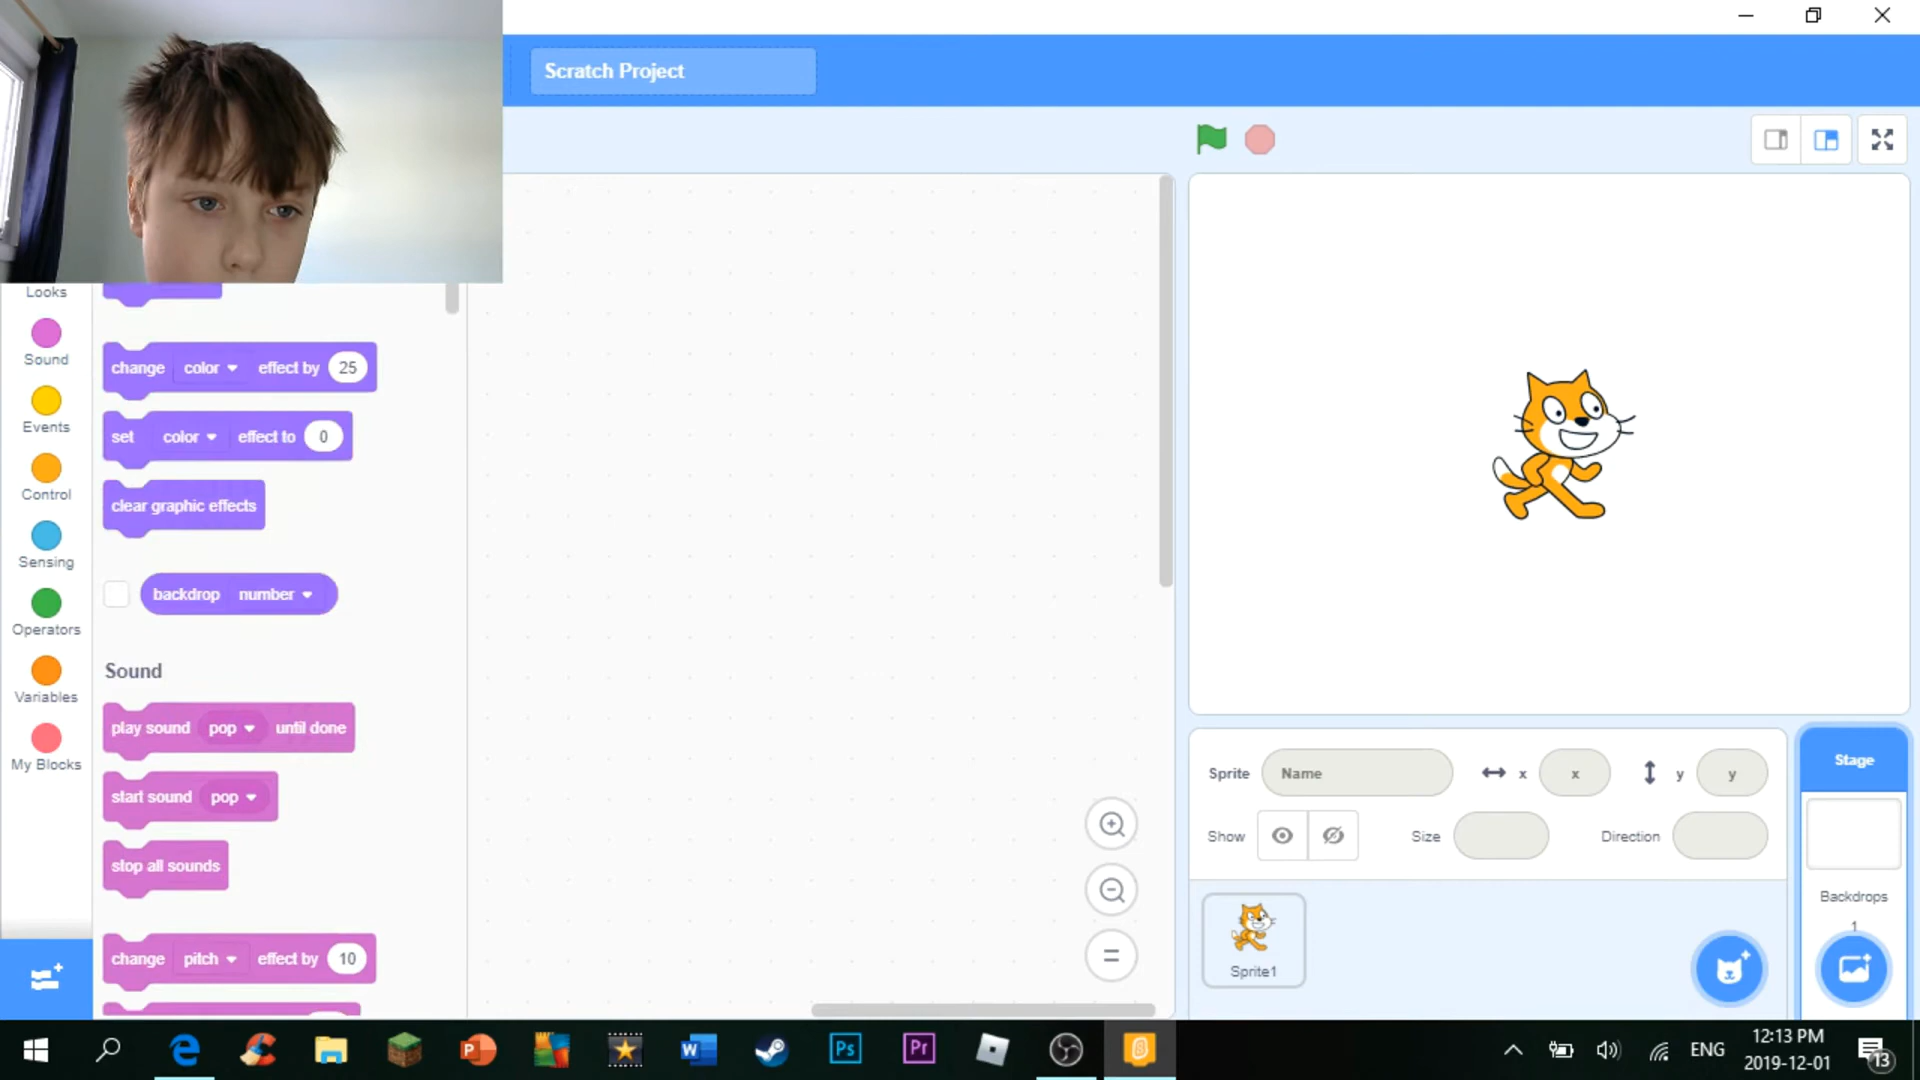 Scratch Project
Looks
Sound
Events
Control
Sensing
Operators
Variables
My Blocks
change color effect by 25
set color effect to 0
clear graphic effects
backdrop number
Sound
play sound pop until done
start sound pop
stop all sounds
change pitch effect by 10
Sprite Name x x y y
Show Size Direction
Sprite1
Stage
Backdrops
1
P W Ps Pr
ENG
12:13 PM
2019-12-01
13